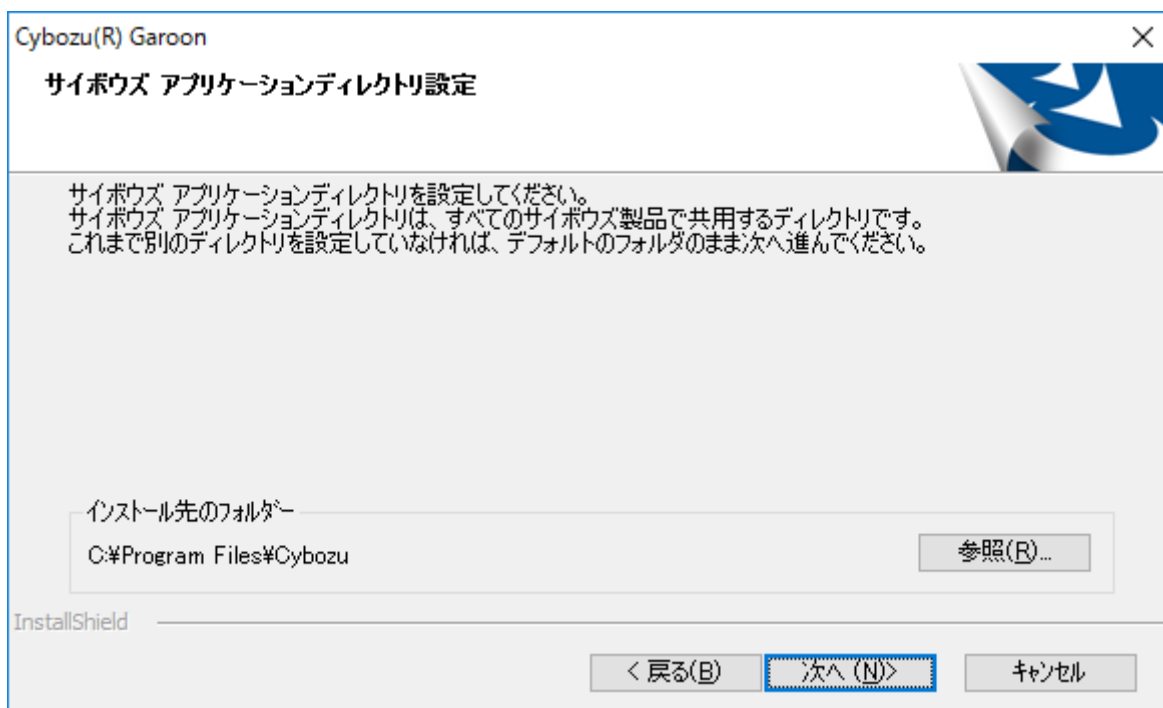 Cybozu(R) Garoon
サイボウズ アプリケーションディレクトリ設定
サイボウズ アプリケーションディレクトリを設定してください。
サイボウズ アプリケーションディレクトリは、すべてのサイボウズ製品で共用するディレクトリです。
これまで別のディレクトリを設定していなければ、デフォルトのフォルダのまま次へ進んでください。
インストール先のフォルダー
C:¥Program Files¥Cybozu
参照(R)...
InstallShield
< 戻る(B)
次へ (N)>
キャンセル